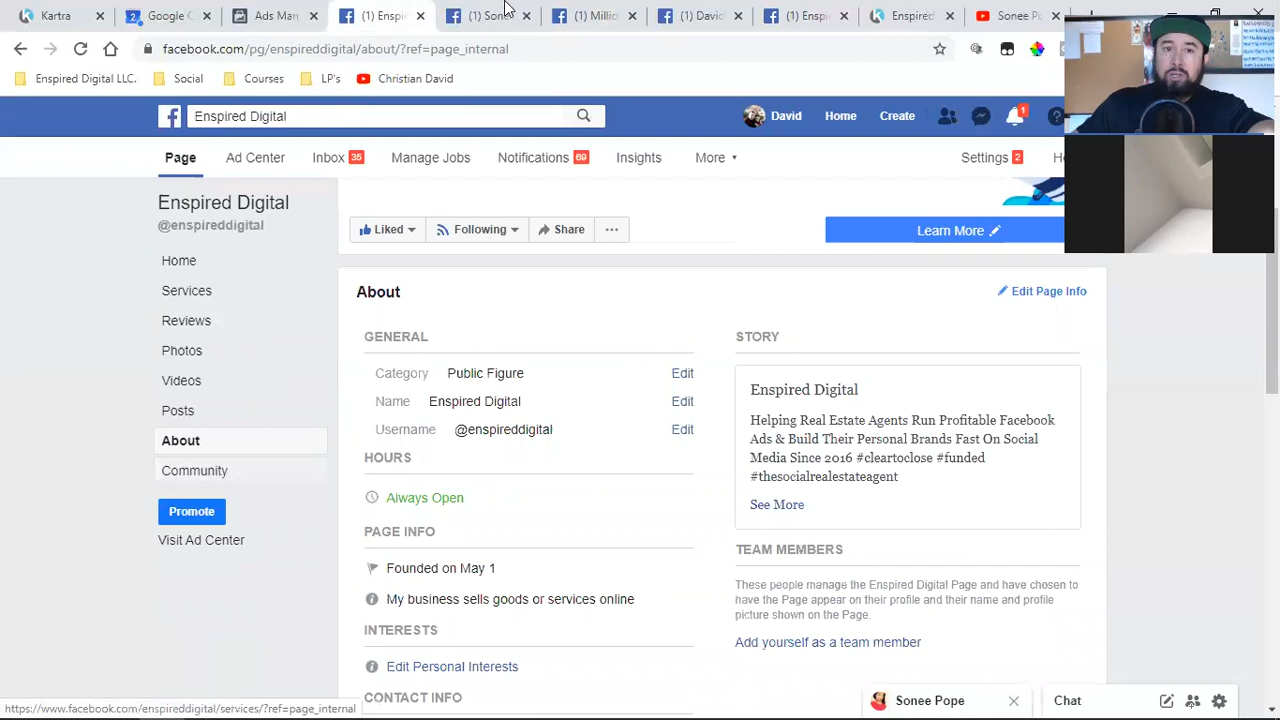 Kartra
Google C
Ads Man
(1) Enspi
(1) Son
(1) Millio
(1) David
(1) Ensp
Enspired
Sonee Po
facebook.com/pg/enspireddigital/about/?ref=page_internal
Enspired Digital LLC.
Social
Courses
LP's
Christian David
Enspired Digital
David
Home
Create
1
Page
Ad Center
Inbox 35
Manage Jobs
Notifications 69
Insights
More
Settings 2
Enspired Digital
@enspireddigital
Liked
Following
Share
Learn More
Home
Services
Reviews
Photos
Videos
Posts
About
Community
Promote
Visit Ad Center
About
Edit Page Info
GENERAL
Category Public Figure Edit
Name Enspired Digital Edit
Username @enspireddigital Edit
HOURS
Always Open
PAGE INFO
Founded on May 1
My business sells goods or services online
INTERESTS
Edit Personal Interests
CONTACT INFO
STORY
Enspired Digital
Helping Real Estate Agents Run Profitable Facebook
Ads & Build Their Personal Brands Fast On Social
Media Since 2016 #cleartoclose #funded
#thesocialrealestateagent
See More
TEAM MEMBERS
These people manage the Enspired Digital Page and have chosen to
have the Page appear on their profile and their name and profile
picture shown on the Page.
Add yourself as a team member
https://www.facebook.com/enspireddigital/services/?ref=page_internal
Sonee Pope
Chat